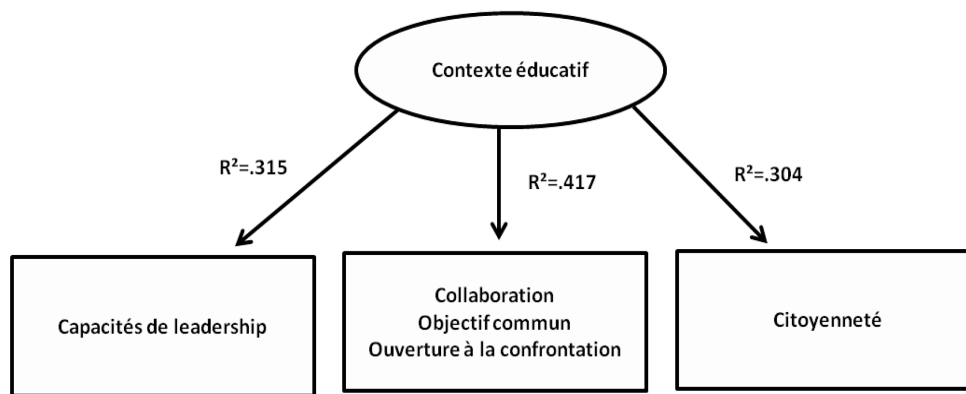 Contexte éducatif
R²=.315
R²=.417
R²=.304
Capacités de leadership
Collaboration
Objectif commun
Ouverture à la confrontation
Citoyenneté